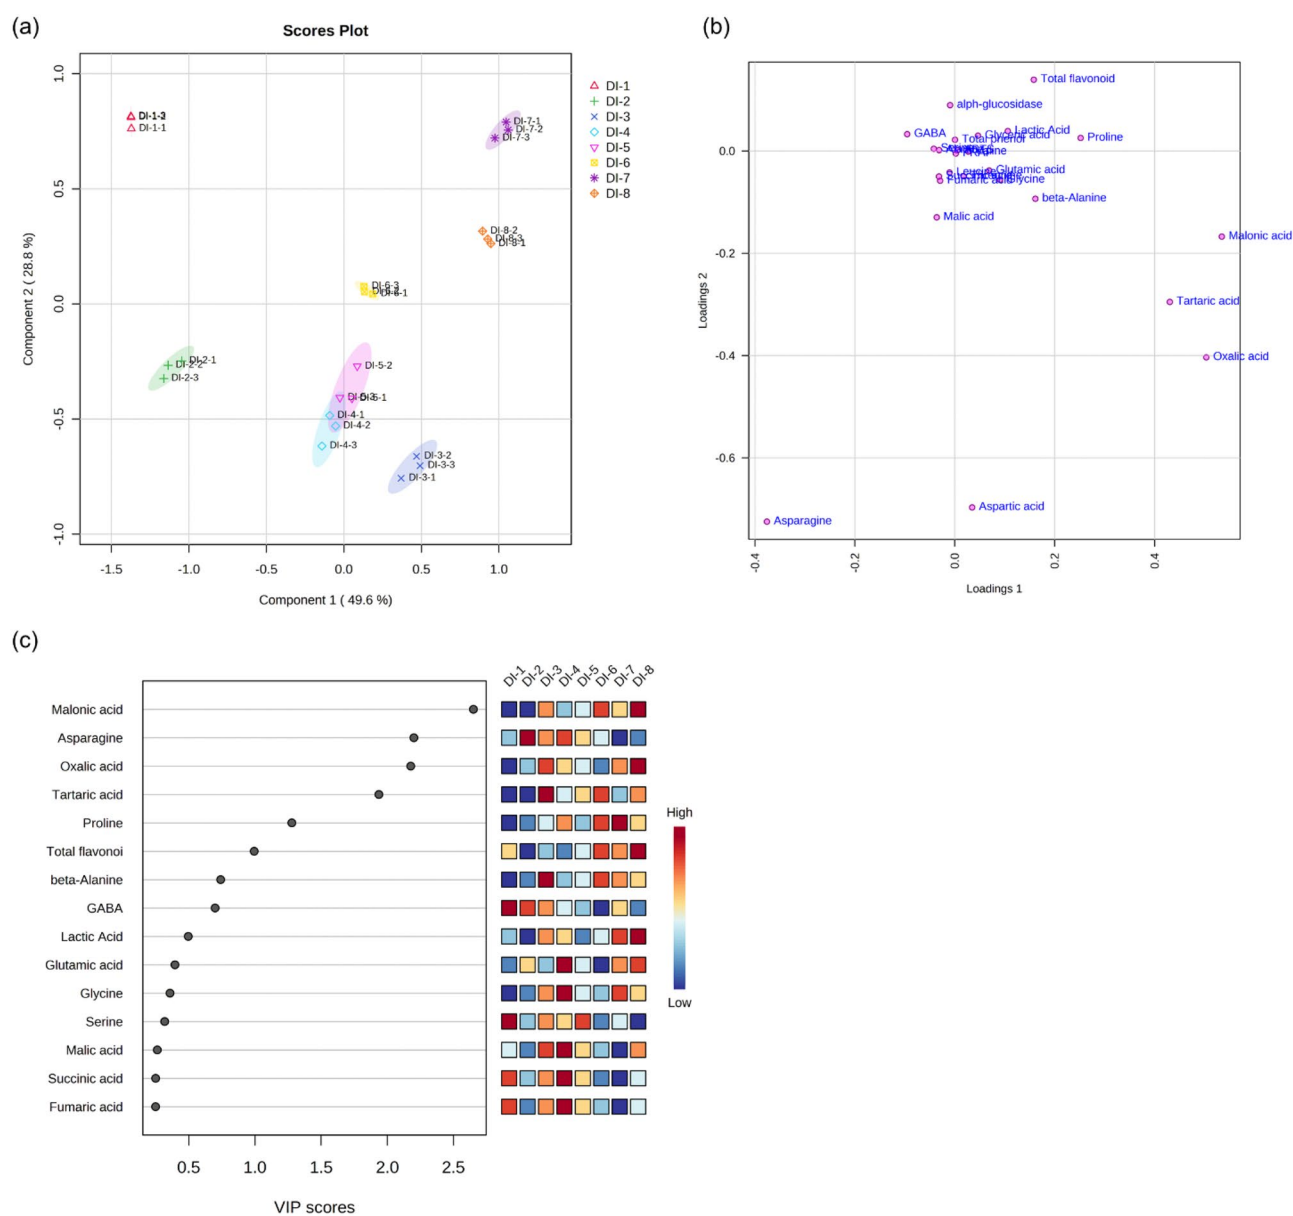 (a)
Scores Plot
Component 2 ( 28.8 %)
1.0
0.5
0.0
-0.5
-1.0
DI-1-1
DI-7-1
DI-7-2
DI-7-3
DI-8-2
DI-8-3
DI-8-1
DI-6-3
DI-6-1
DI-2-1
DI-2-2
DI-2-3
DI-5-2
DI-4-1
DI-4-2
DI-4-3
DI-3-2
DI-3-3
DI-3-1
-1.5
-1.0
-0.5
0.0
0.5
1.0
Component 1 ( 49.6 %)
DI-1
DI-2
DI-3
DI-4
DI-5
DI-6
DI-7
DI-8
(b)
Loadings 2
0.0
-0.2
-0.4
-0.6
Total flavonoid
alph-glucosidase
GABA
Lactic Acid
Total phenol
Proline
Glutamic acid
Glycine
Fumaric acid
beta-Alanine
Malic acid
Malonic acid
Tartaric acid
Oxalic acid
Aspartic acid
Asparagine
-0.4
-0.2
0.0
0.2
0.4
Loadings 1
(c)
DI-1
DI-2
DI-3
DI-4
DI-5
DI-6
DI-7
DI-8
Malonic acid
Asparagine
Oxalic acid
Tartaric acid
Proline
Total flavonoi
beta-Alanine
GABA
Lactic Acid
Glutamic acid
Glycine
Serine
Malic acid
Succinic acid
Fumaric acid
High
Low
0.5
1.0
1.5
2.0
2.5
VIP scores